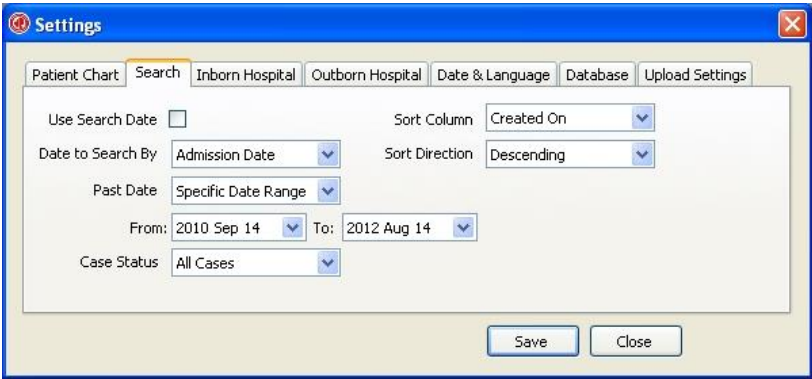 Settings
Patient Chart Search Inborn Hospital Outborn Hospital Date & Language Database Upload Settings
Use Search Date Sort Column Created On
Date to Search By Admission Date Sort Direction Descending
Past Date Specific Date Range
From: 2010 Sep 14 To: 2012 Aug 14
Case Status All Cases
Save Close